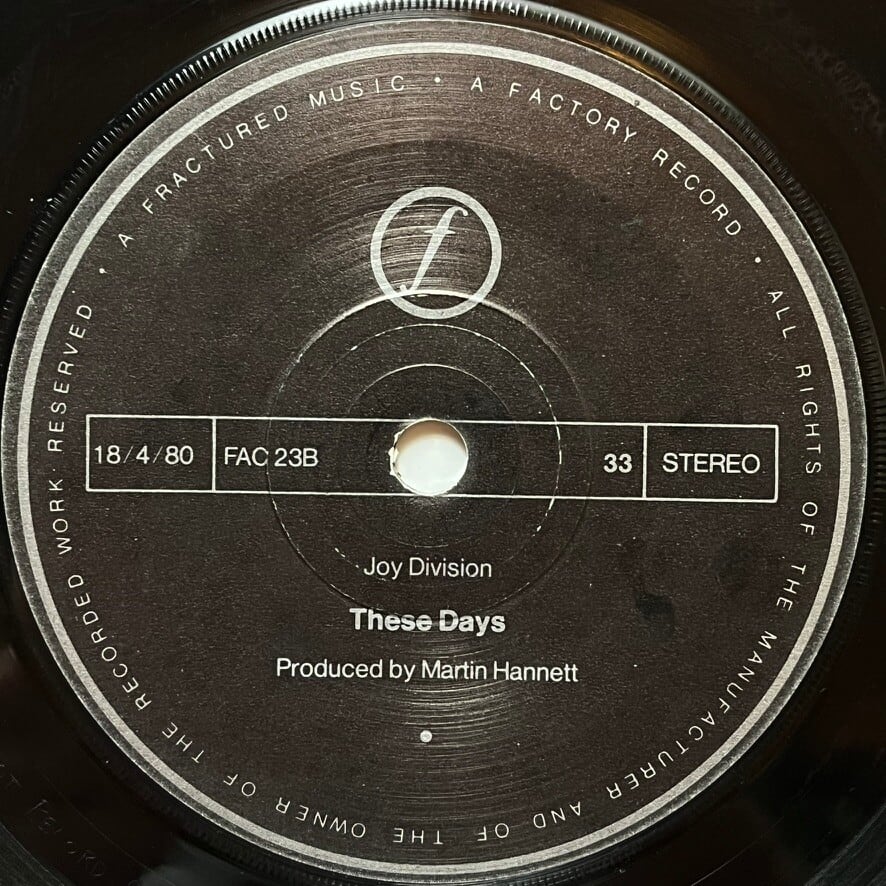 A FRACTURED MUSIC • A FACTORY RECORD • ALL RIGHTS OF THE MANUFACTURER AND OF THE OWNER OF THE RECORDED WORK RESERVED •
f
18/4/80 FAC 23B 33 STEREO
Joy Division
These Days
Produced by Martin Hannett